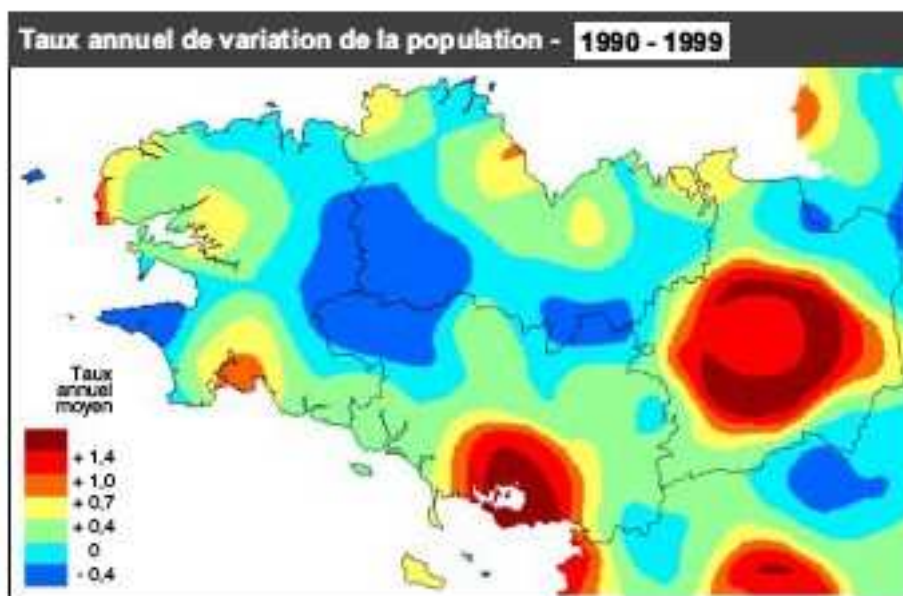 Taux annuel de variation de la population - 1990 - 1999
Taux
annuel
moyen
+ 1,4
+ 1,0
+ 0,7
+ 0,4
0
- 0,4